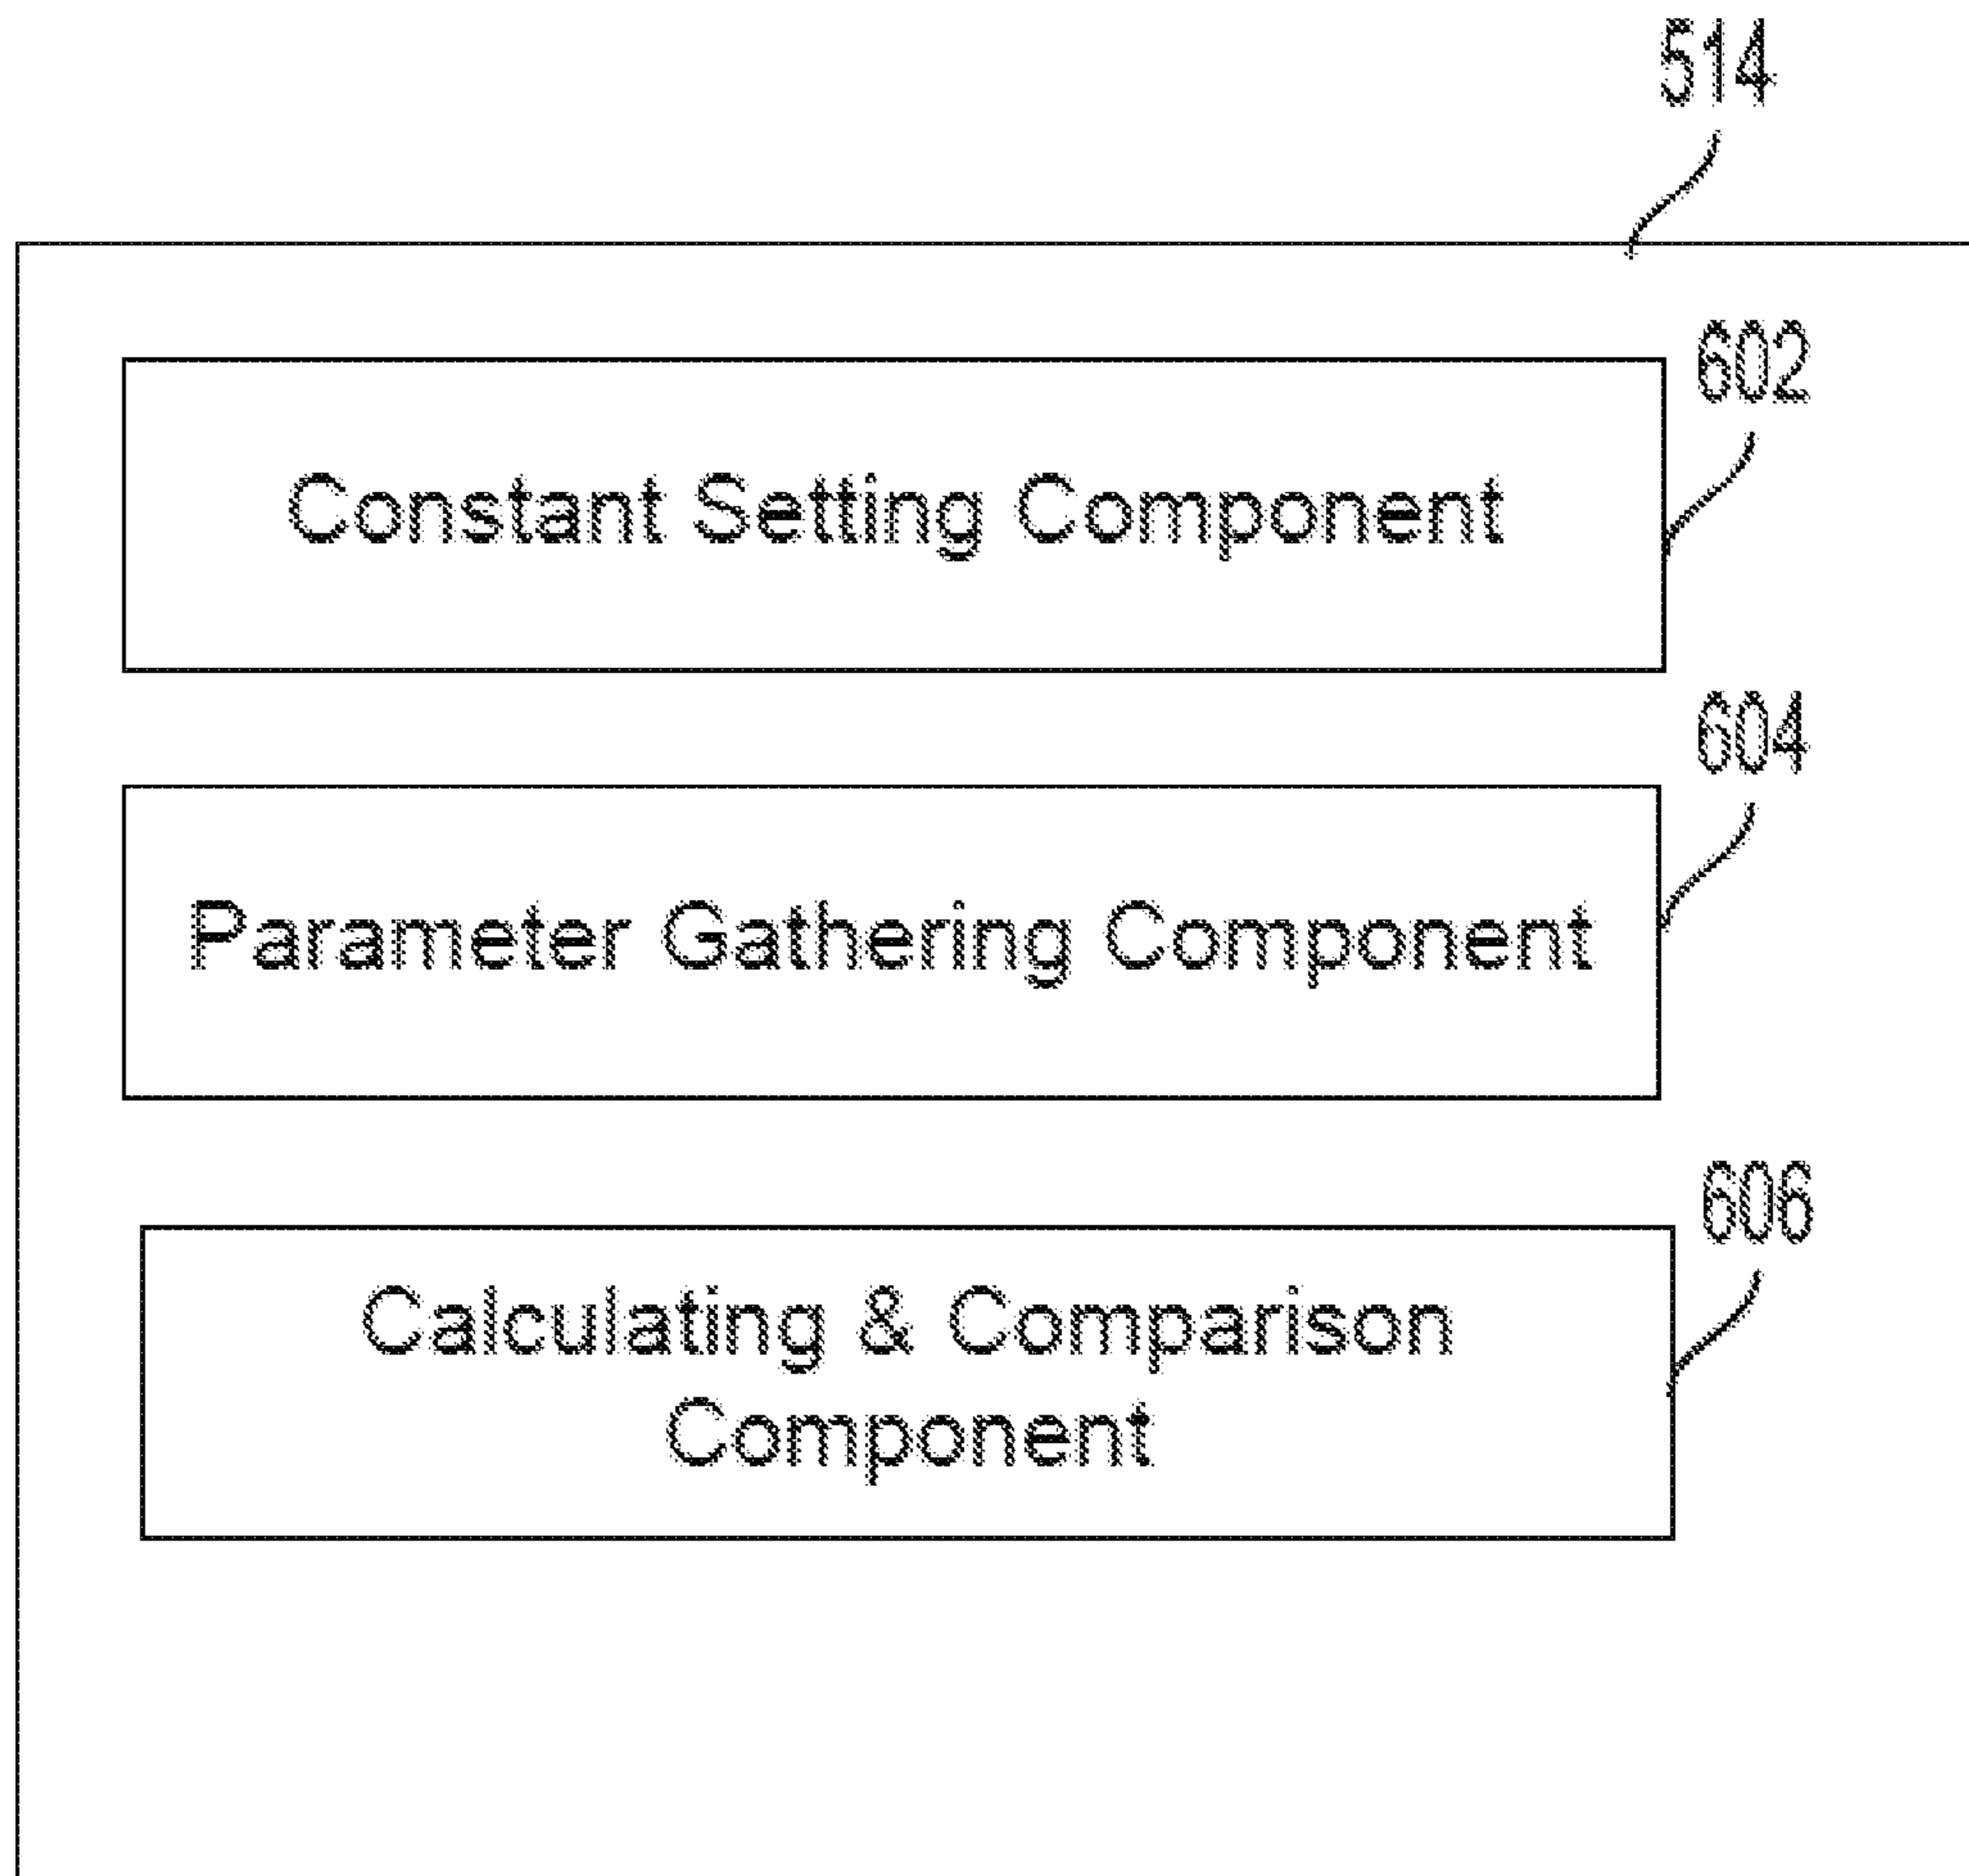 514
602
Constant Setting Component
604
Parameter Gathering Component
606
Calculating & Comparison
Component